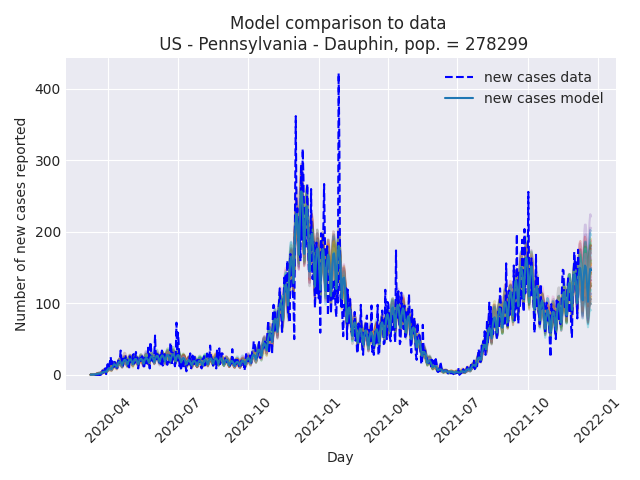 Model comparison to data
US - Pennsylvania - Dauphin, pop. = 278299
new cases data
new cases model
Number of new cases reported
400
300
200
100
0
2020-04
2020-07
2020-10
2021-01
2021-04
2021-07
2021-10
2022-01
Day